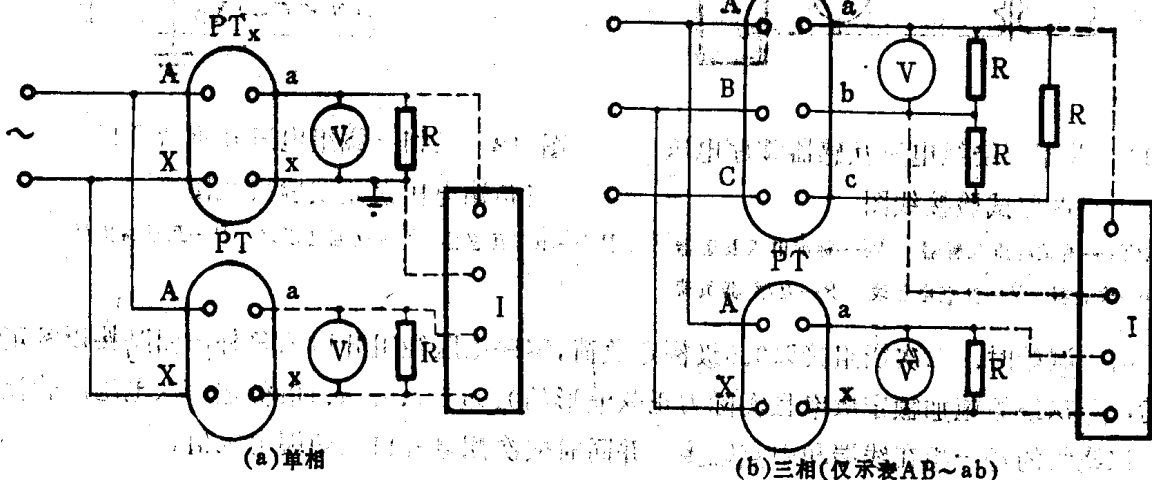 PTx
A a
V R
X x
~
PT
A a
V R
X x
I
(a)单相
A a
V R
B b
R
R
C c
PT
A a
V R
X x
I
(b)三相(仅示表AB~ab)